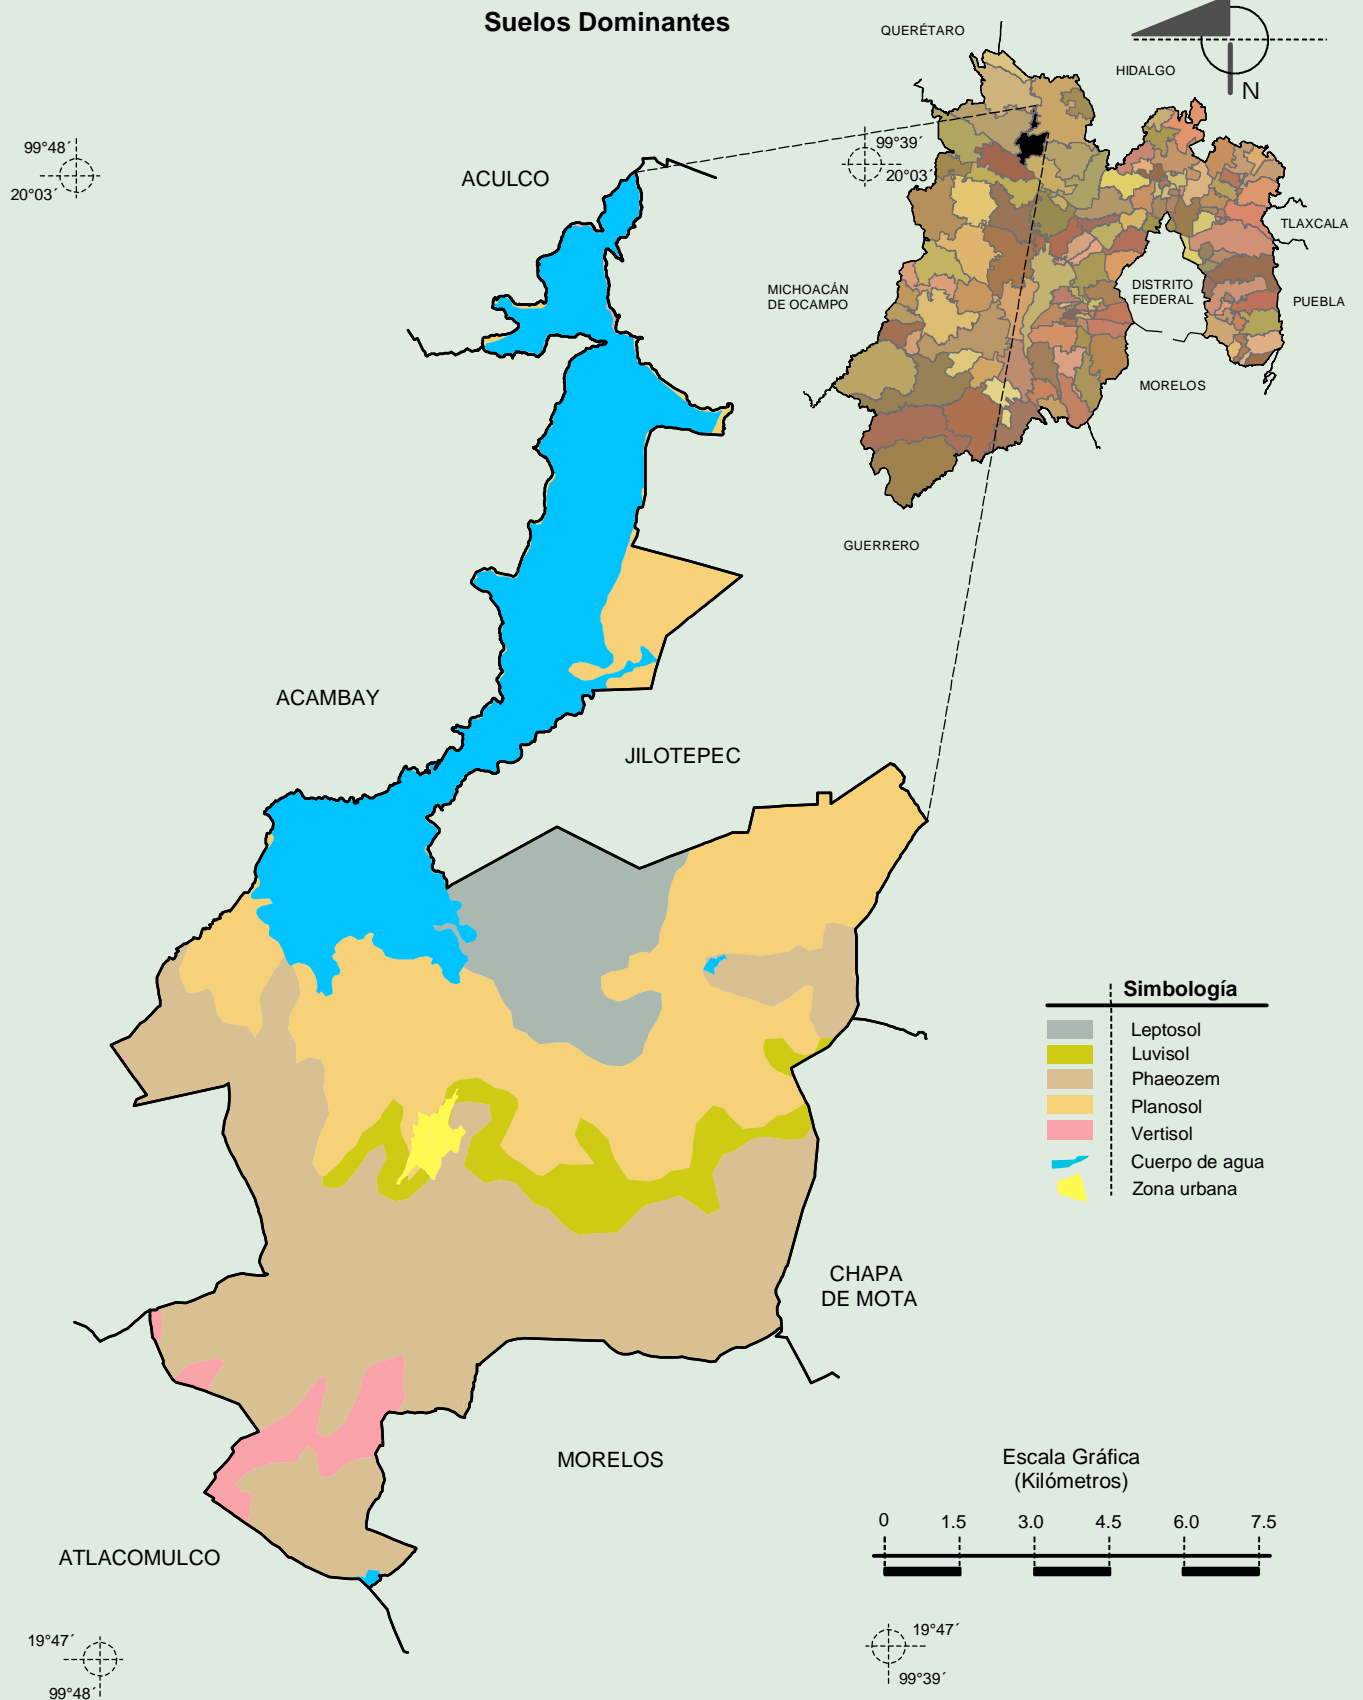 Suelos Dominantes
QUERÉTARO
HIDALGO
N
99°48´
20°03´
99°39´
20°03´
ACULCO
TLAXCALA
MICHOACÁN
DE OCAMPO
DISTRITO
FEDERAL
PUEBLA
MORELOS
GUERRERO
ACAMBAY
JILOTEPEC
Simbología
Leptosol
Luvisol
Phaeozem
Planosol
Vertisol
Cuerpo de agua
Zona urbana
CHAPA
DE MOTA
MORELOS
Escala Gráfica
(Kilómetros)
0 1.5 3.0 4.5 6.0 7.5
ATLACOMULCO
19°47´
99°48´
19°47´
99°39´